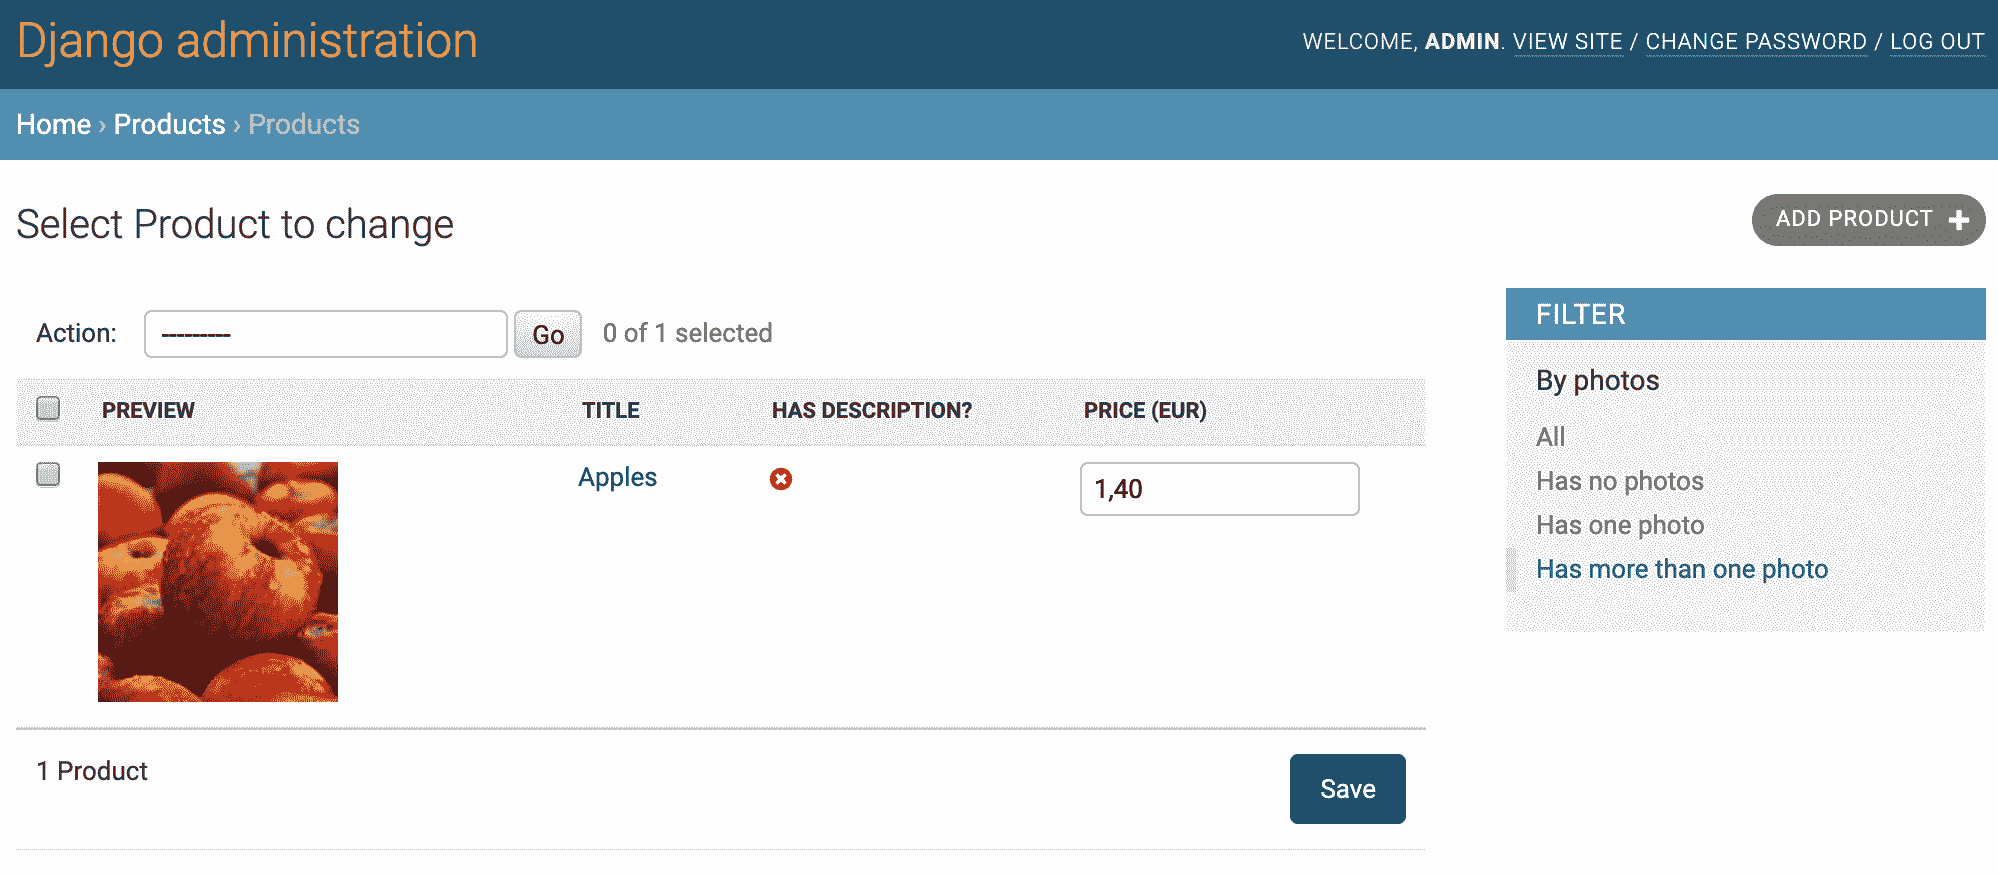 Django administration
WELCOME, ADMIN. VIEW SITE / CHANGE PASSWORD / LOG OUT
Home › Products › Products
Select Product to change
ADD PRODUCT +
Action: --------- Go 0 of 1 selected
PREVIEW TITLE HAS DESCRIPTION? PRICE (EUR)
Apples 1,40
1 Product
Save
FILTER
By photos
All
Has no photos
Has one photo
Has more than one photo